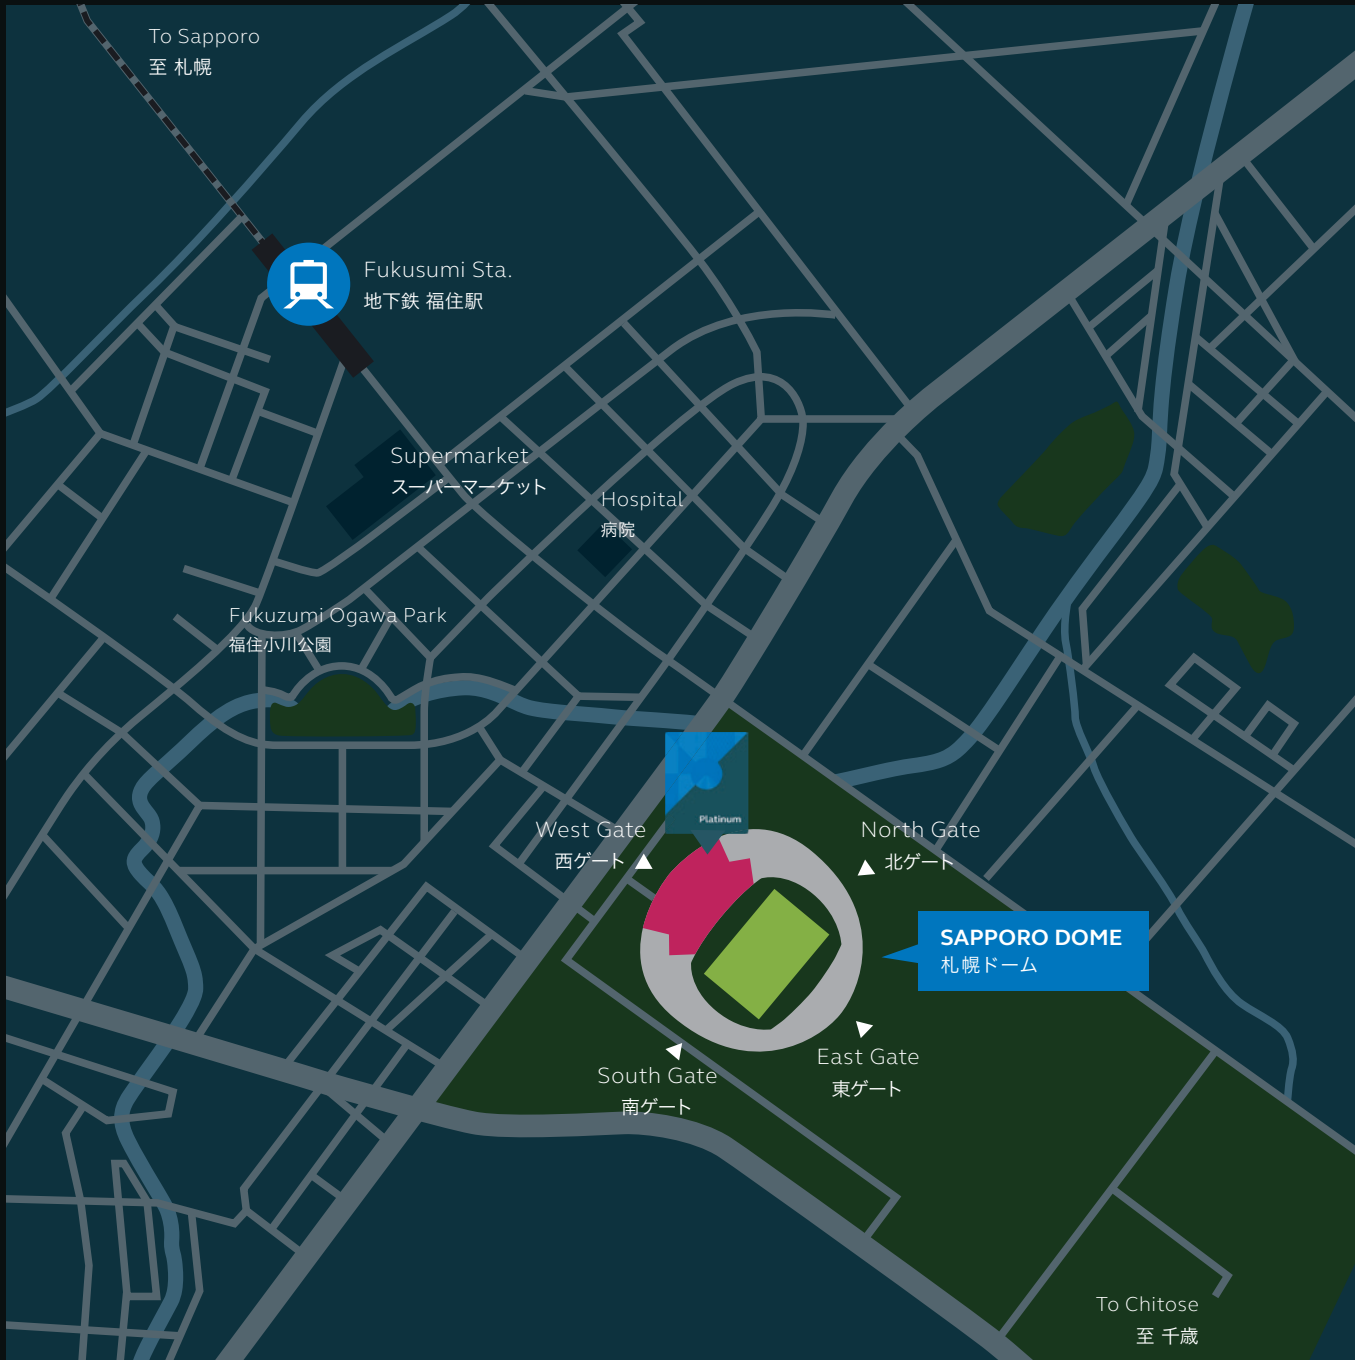 To Sapporo
至 札幌
Fukusumi Sta.
地下鉄 福住駅
Supermarket
スーパーマーケット
Hospital
病院
Fukuzumi Ogawa Park
福住小川公園
Platinum
West Gate
西ゲート
North Gate
北ゲート
SAPPORO DOME
札幌ドーム
East Gate
東ゲート
South Gate
南ゲート
To Chitose
至 千歳